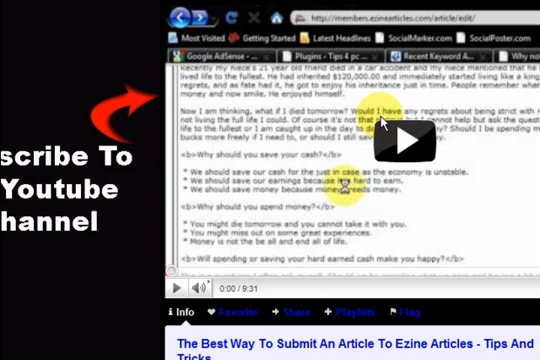 http://members.ezinearticles.com/article/edit/
Most Visited Getting Started Latest Headlines SocialMarker.com SocialPoster.com
Google AdSense - ... Plugins ‹ Tips 4 pc ... Recent Keyword A... Why no
Recently my niece's 21 year old friend died in a car accident and my niece mentioned that he
lived life to the fullest. He had inherited $120,000.00 and immediately started living like a king
regrets, and as fate had it, he got to enjoy his inheritance just in time. People remember what
money and now smile. He enjoyed himself.
Now I am thinking, what if I died tomorrow? Would I have any regrets about being strict with m
not living the full life I could. Of course it's not that but I cannot help but ask the quest
life to the fullest or I am caught up in the day to day? Should I be spending m
bucks more freely if I need to, or should I still save
<b>Why should you save your cash?</b>
* We should save our cash for the just in case as the economy is unstable.
* We should save our earnings because hard to earn.
* We should save money because money needs money.
<b>Why should you spend money?</b>
* You might die tomorrow and you cannot take it with you.
* You might miss out on some great experiences.
* Money is not the be all and end all of life.
<b>Will spending or saving your hard earned cash make you happy?</b>
scribe To
Youtube
hannel
0:00 / 9:31
Info Favorite Share Playlists Flag
The Best Way To Submit An Article To Ezine Articles - Tips And
Tricks